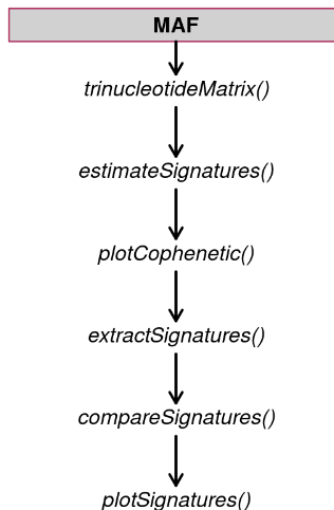 MAF
trinucleotideMatrix()
estimateSignatures()
plotCophenetic()
extractSignatures()
compareSignatures()
plotSignatures()